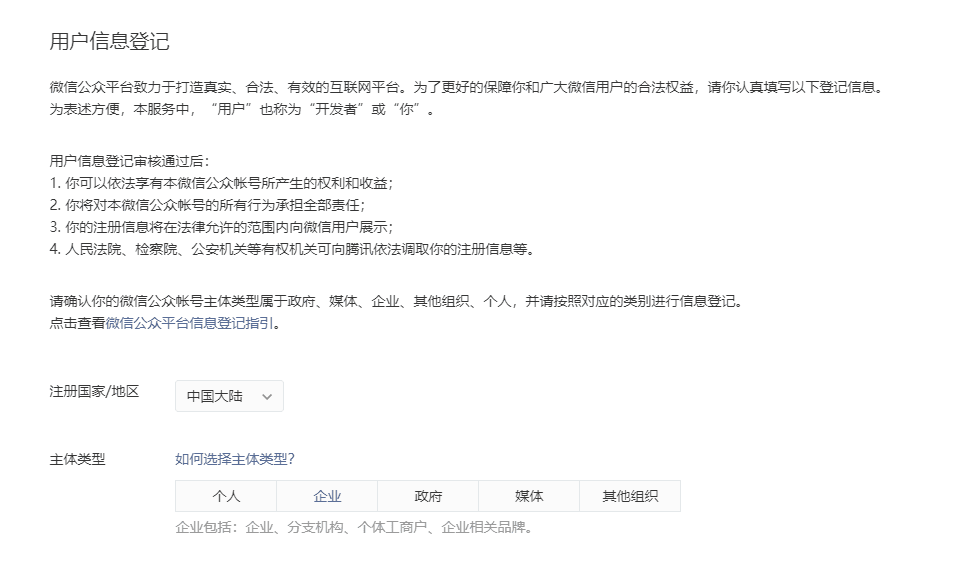 用户信息登记
微信公众平台致力于打造真实、合法、有效的互联网平台。为了更好的保障你和广大微信用户的合法权益，请你认真填写以下登记信息。
为表述方便，本服务中，“用户”也称为“开发者”或“你”。
用户信息登记审核通过后：
1. 你可以依法享有本微信公众帐号所产生的权利和收益；
2. 你将对本微信公众帐号的所有行为承担全部责任；
3. 你的注册信息将在法律允许的范围内向微信用户展示；
4. 人民法院、检察院、公安机关等有权机关可向腾讯依法调取你的注册信息等。
请确认你的微信公众帐号主体类型属于政府、媒体、企业、其他组织、个人，并请按照对应的类别进行信息登记。
点击查看微信公众平台信息登记指引。
注册国家/地区 中国大陆
主体类型 如何选择主体类型?
个人 企业 政府 媒体 其他组织
企业包括：企业、分支机构、个体工商户、企业相关品牌。